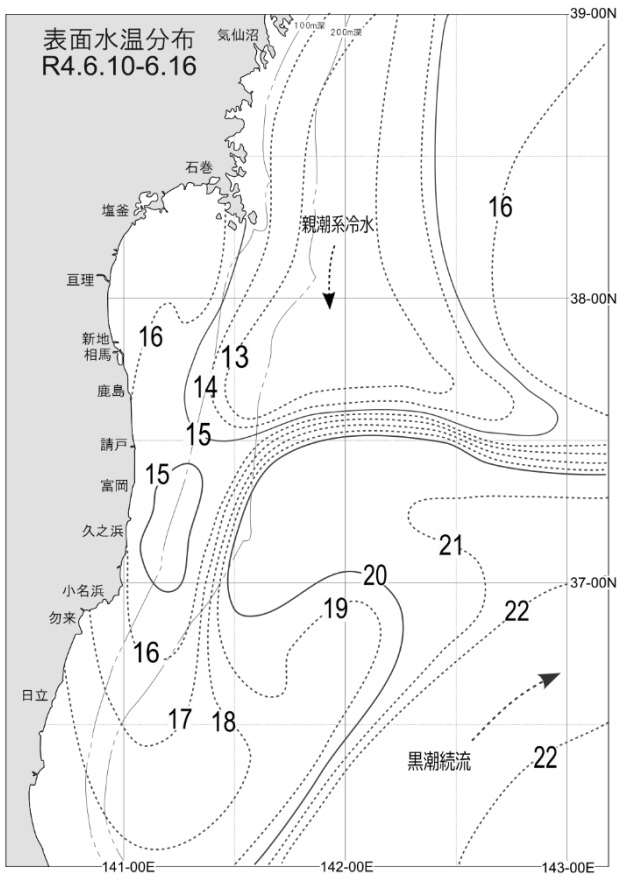 表面水温分布
R4.6.10-6.16
気仙沼
100m深
200m深
39-00N
石巻
塩釜
16
親潮系冷水
亘理
38-00N
新地
相馬
16
13
鹿島
14
15
請戸
15
富岡
久之浜
21
20
37-00N
小名浜
19
22
勿来
16
日立
17
18
黒潮続流
22
141-00E
142-00E
143-00E